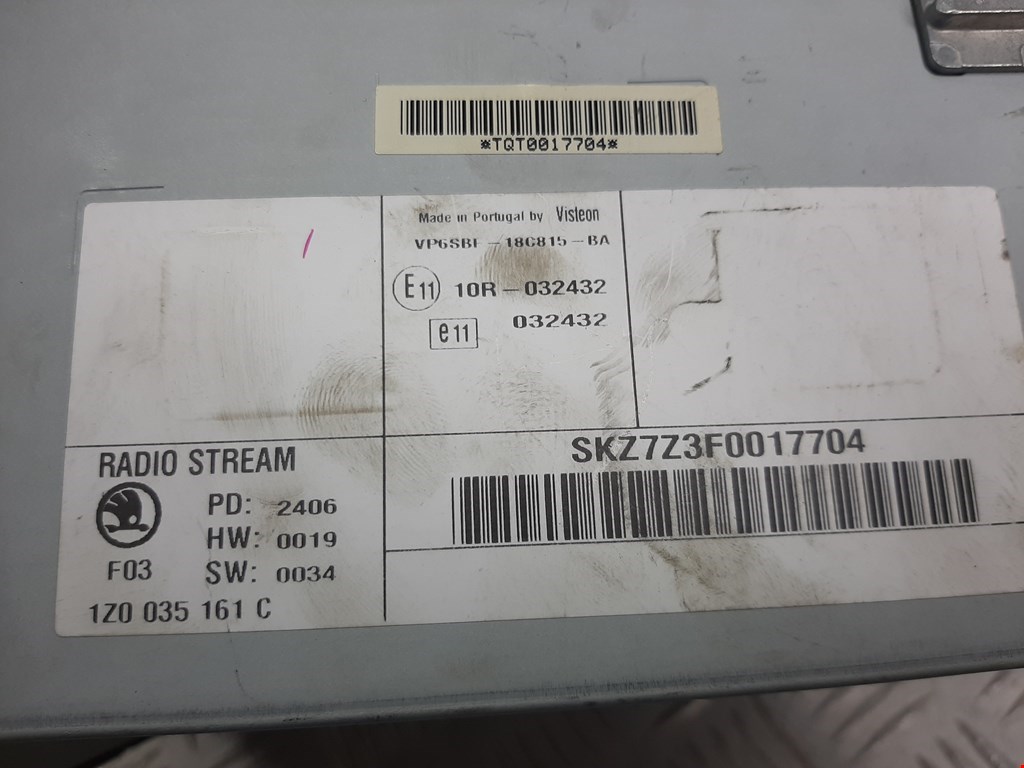 *TQT0017704*
Made in Portugal by Visteon
VP6SBF-18C815-BA
E11 10R-032432
e11 032432
SKZ7Z3F0017704
RADIO STREAM
PD: 2406
HW: 0019
F03 SW: 0034
1Z0 035 161 C